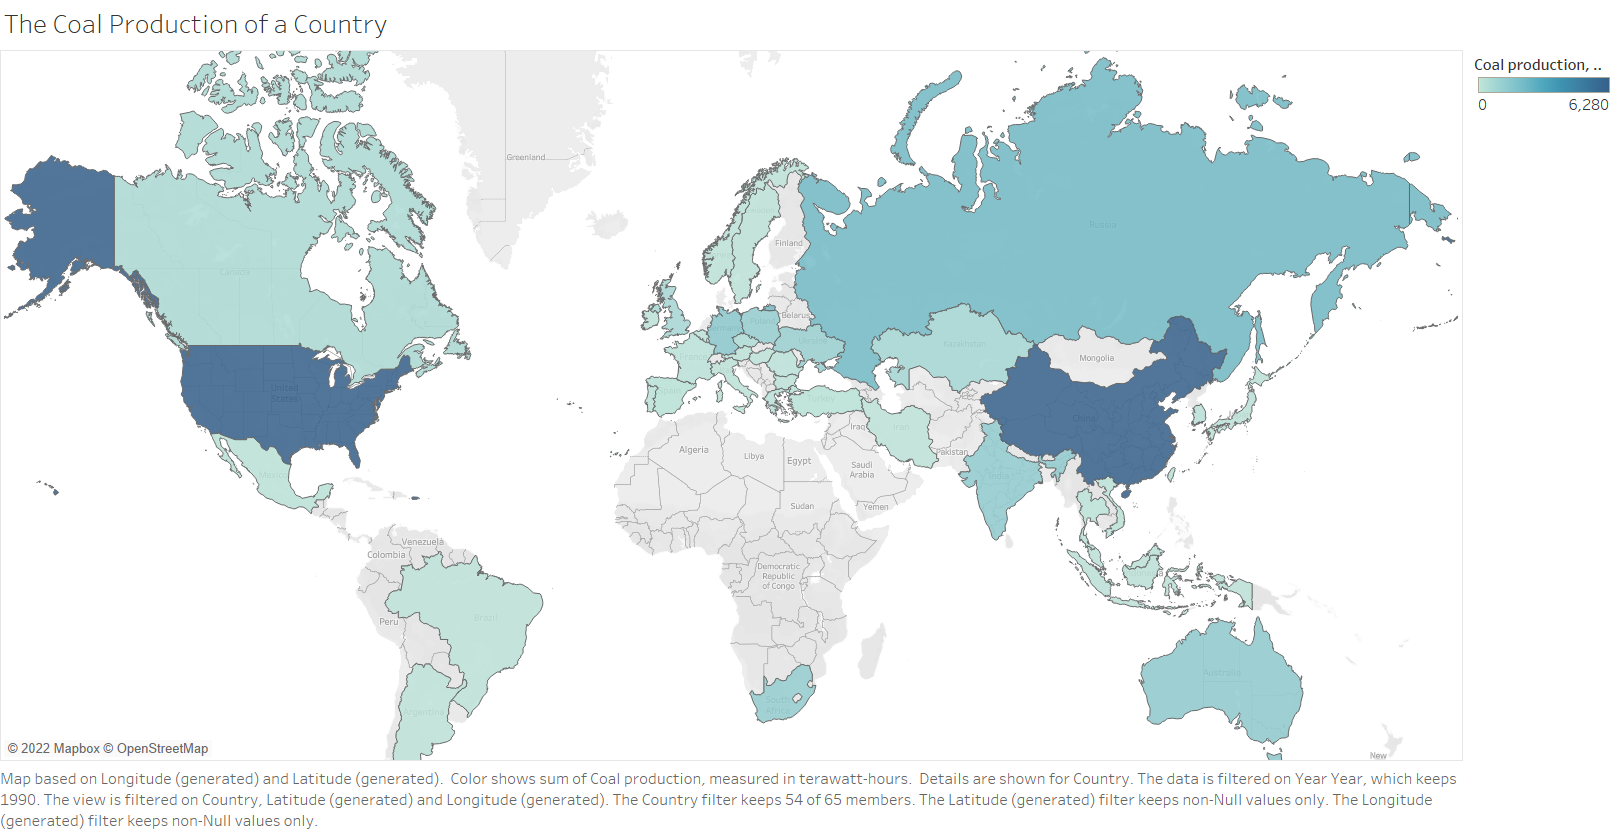 The Coal Production of a Country
Coal production, ..
0
6,280
Greenland
Canada
Russia
Finland
Belarus
Ukraine
France
Spain
Turkey
Kazakhstan
Mongolia
United
States
China
Iraq
Iran
Pakistan
India
Algeria
Libya
Egypt
Saudi
Arabia
Mexico
Sudan
Yemen
Venezuela
Colombia
Democratic
Republic
of Congo
Peru
Brazil
South
Africa
Australia
Argentina
New
© 2022 Mapbox © OpenStreetMap
Map based on Longitude (generated) and Latitude (generated).  Color shows sum of Coal production, measured in terawatt-hours.  Details are shown for Country. The data is filtered on Year Year, which keeps
1990. The view is filtered on Country, Latitude (generated) and Longitude (generated). The Country filter keeps 54 of 65 members. The Latitude (generated) filter keeps non-Null values only. The Longitude
(generated) filter keeps non-Null values only.